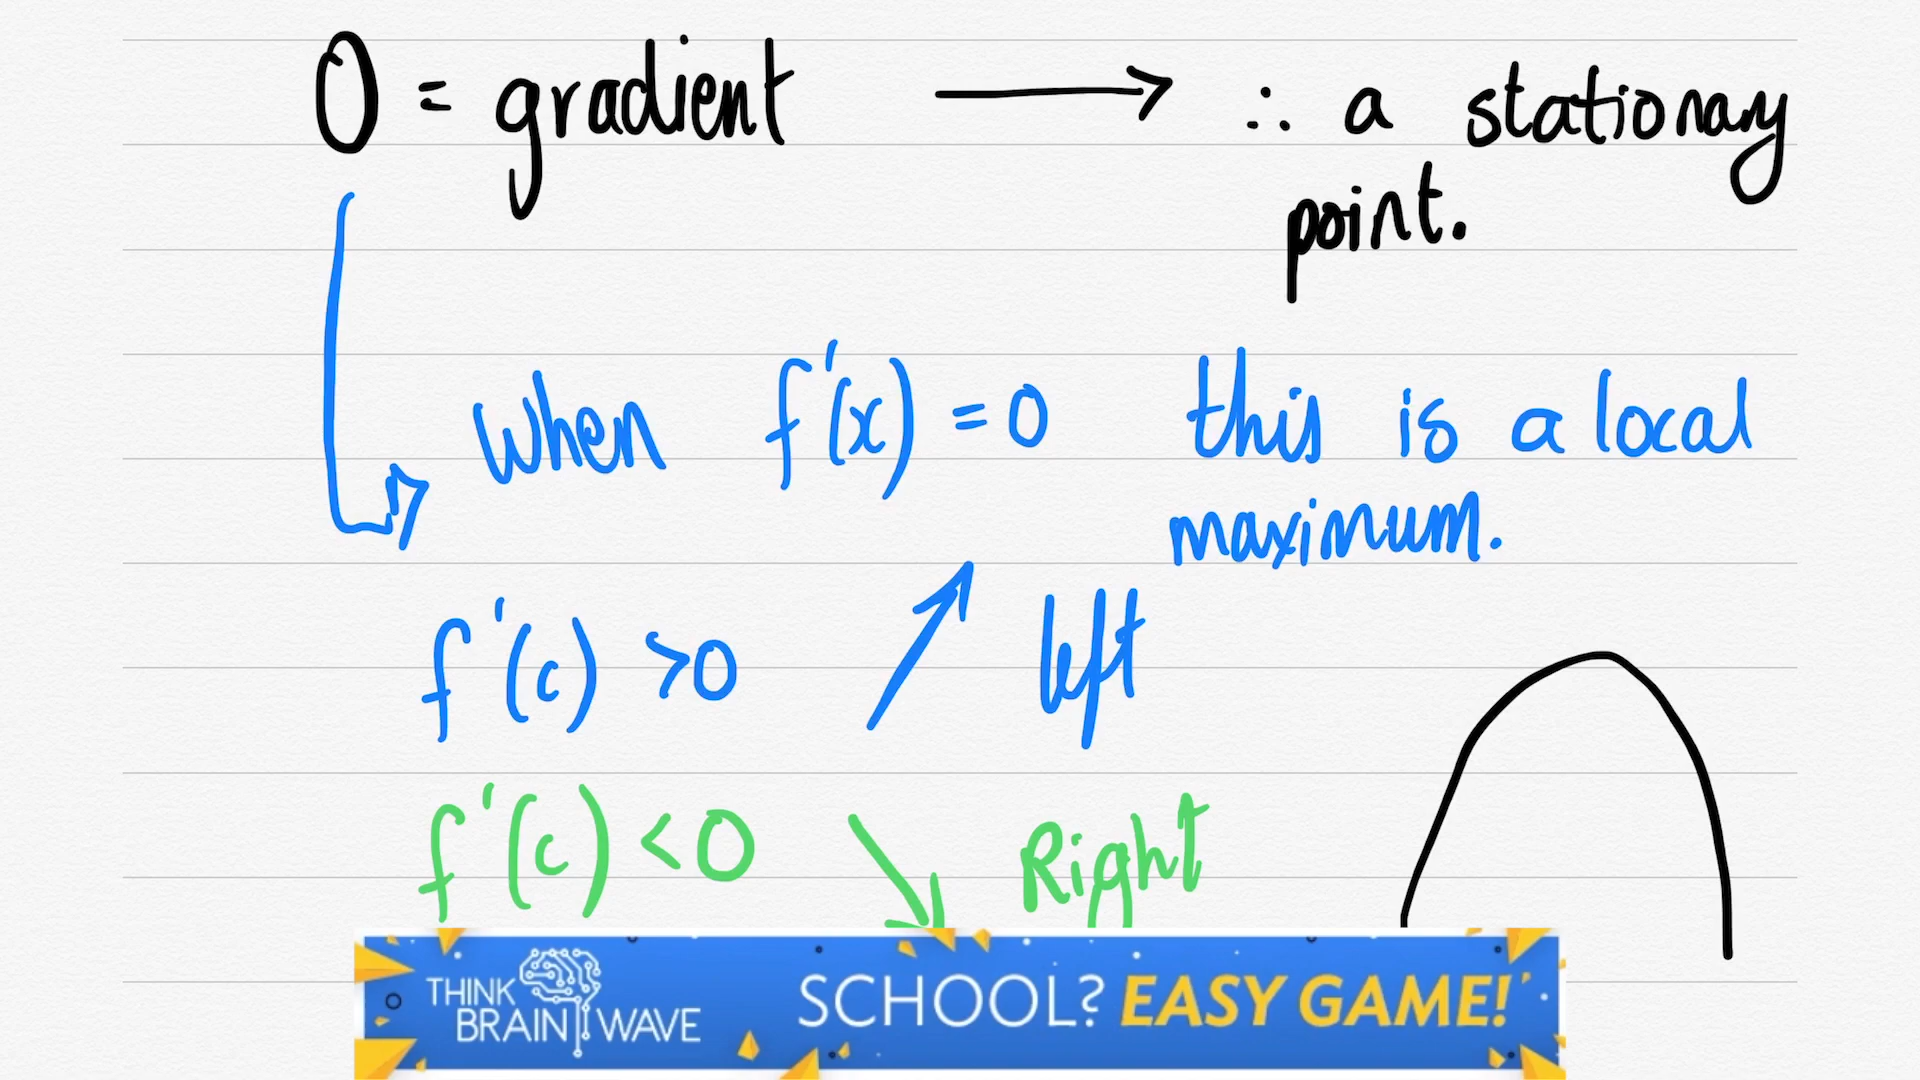 0 = gradient → ∴ a stationary
point.
when f'(x) = 0 this is a local
maximum.
f'(c) >0 left
f'(c) <0 Right
THINK
BRAIN WAVE
SCHOOL? EASY GAME!